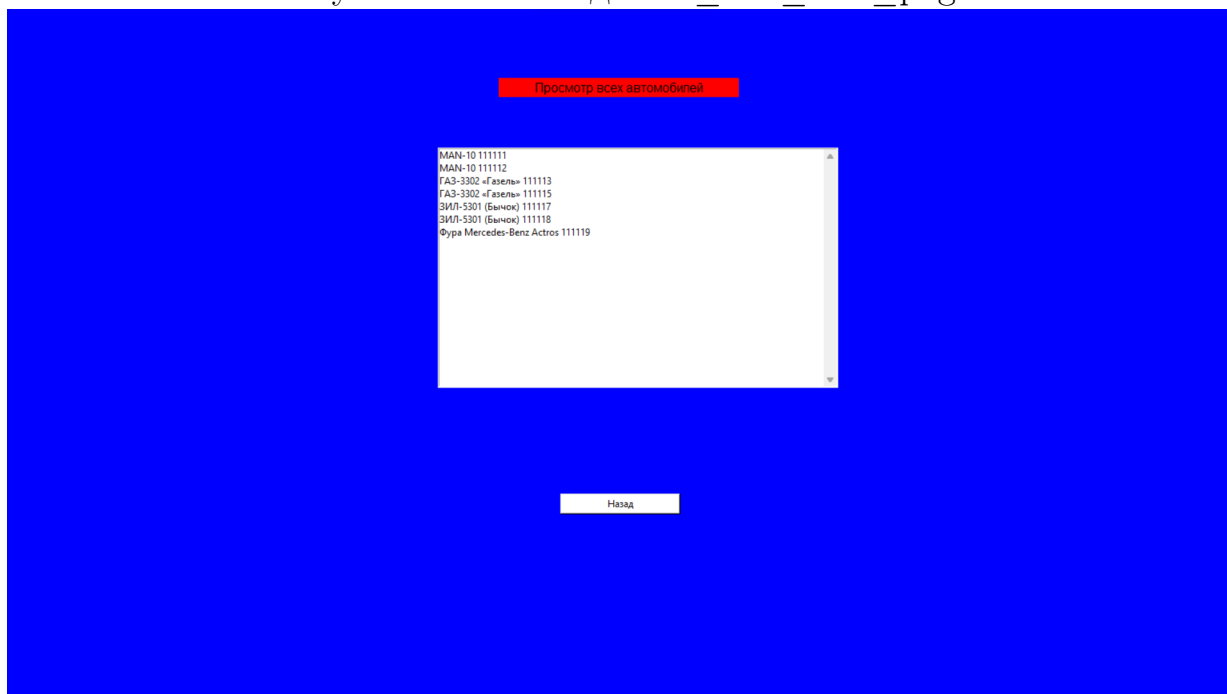 Просмотр всех автомобилей
MAN-10 111111
MAN-10 111112
ГАЗ-3302 «Газель» 111113
ГАЗ-3302 «Газель» 111115
ЗИЛ-5301 (Бычок) 111117
ЗИЛ-5301 (Бычок) 111118
Фура Mercedes-Benz Actros 111119
Назад